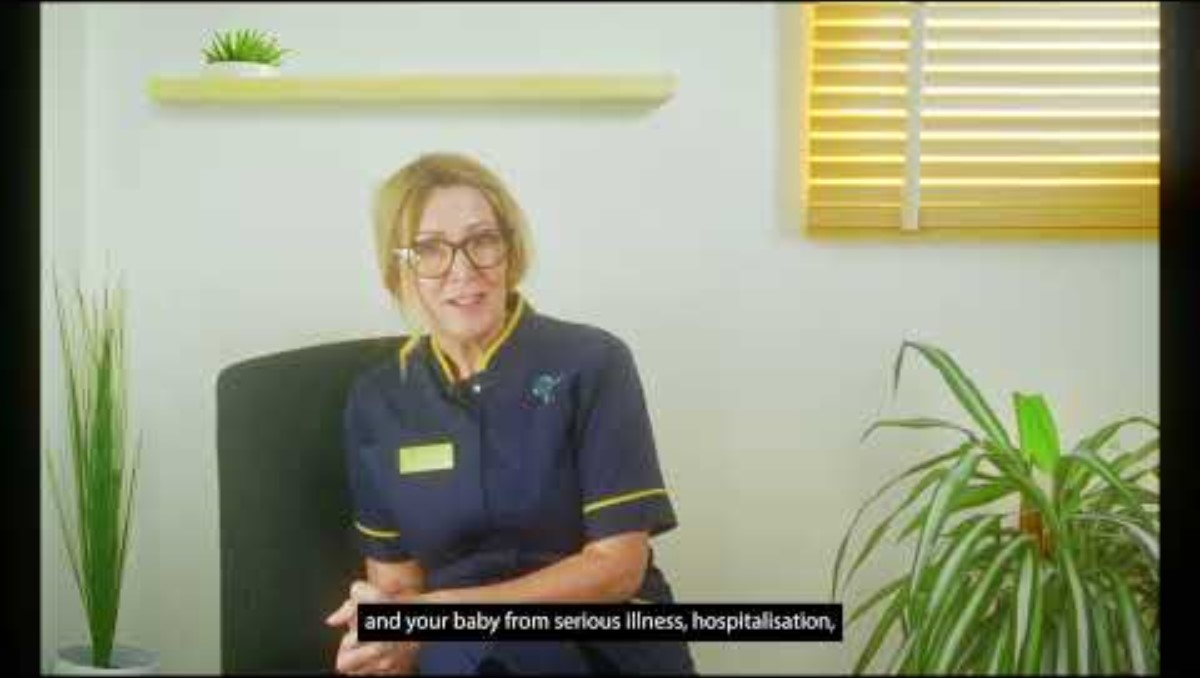 and your baby from serious illness, hospitalisation,